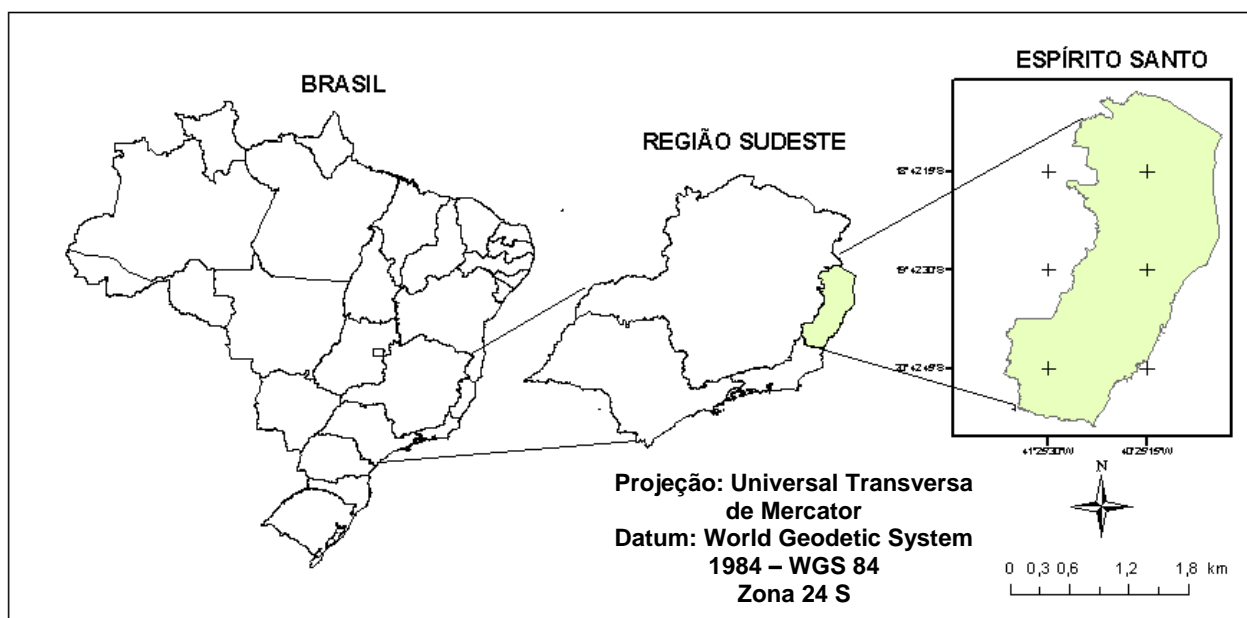 BRASIL
REGIÃO SUDESTE
ESPÍRITO SANTO
Projeção: Universal Transversa
de Mercator
Datum: World Geodetic System
1984 – WGS 84
Zona 24 S
N
0 0,3 0,6 1,2 1,8 km